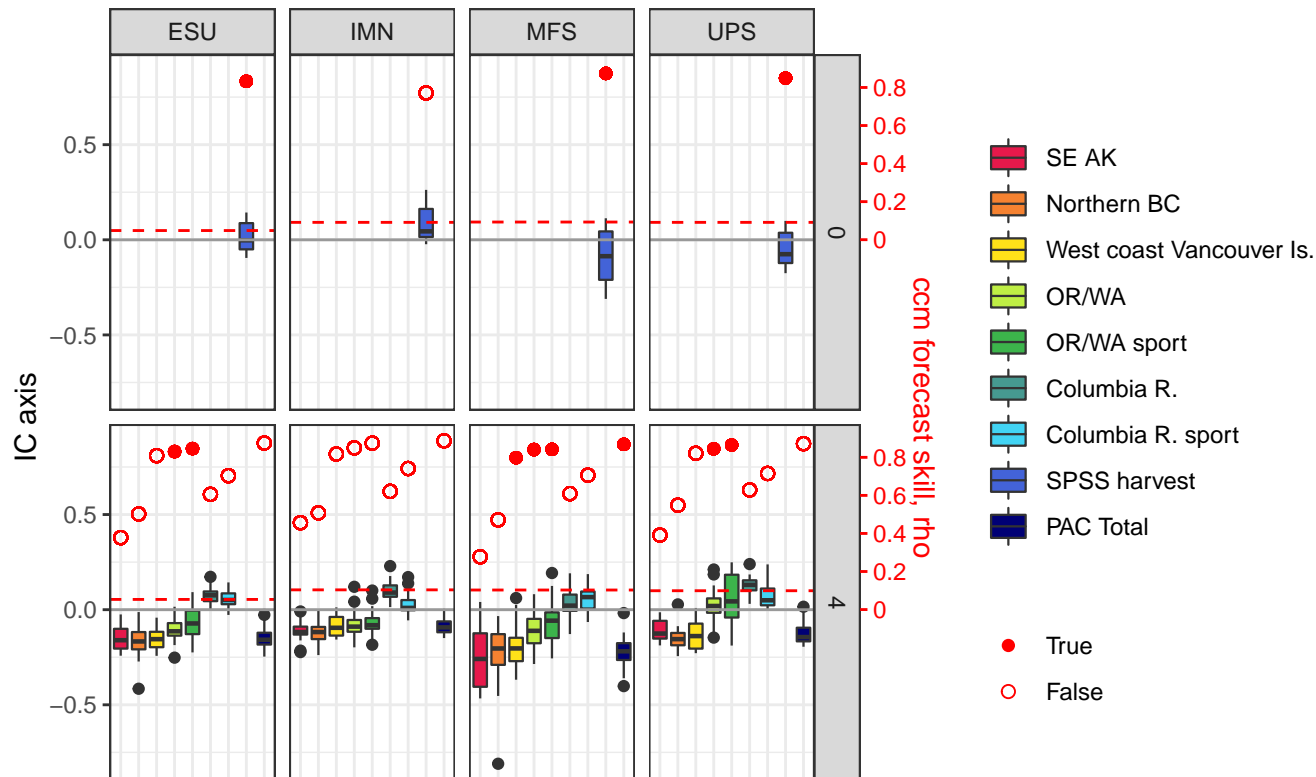 ESU IMN MFS UPS
0.5
0.0
−0.5
0.8
0.6
0.4
0.2
0
0
0.5
0.0
−0.5
0.8
0.6
0.4
0.2
0
4
IC axis
ccm forecast skill, rho
SE AK
Northern BC
West coast Vancouver Is.
OR/WA
OR/WA sport
Columbia R.
Columbia R. sport
SPSS harvest
PAC Total
True
False